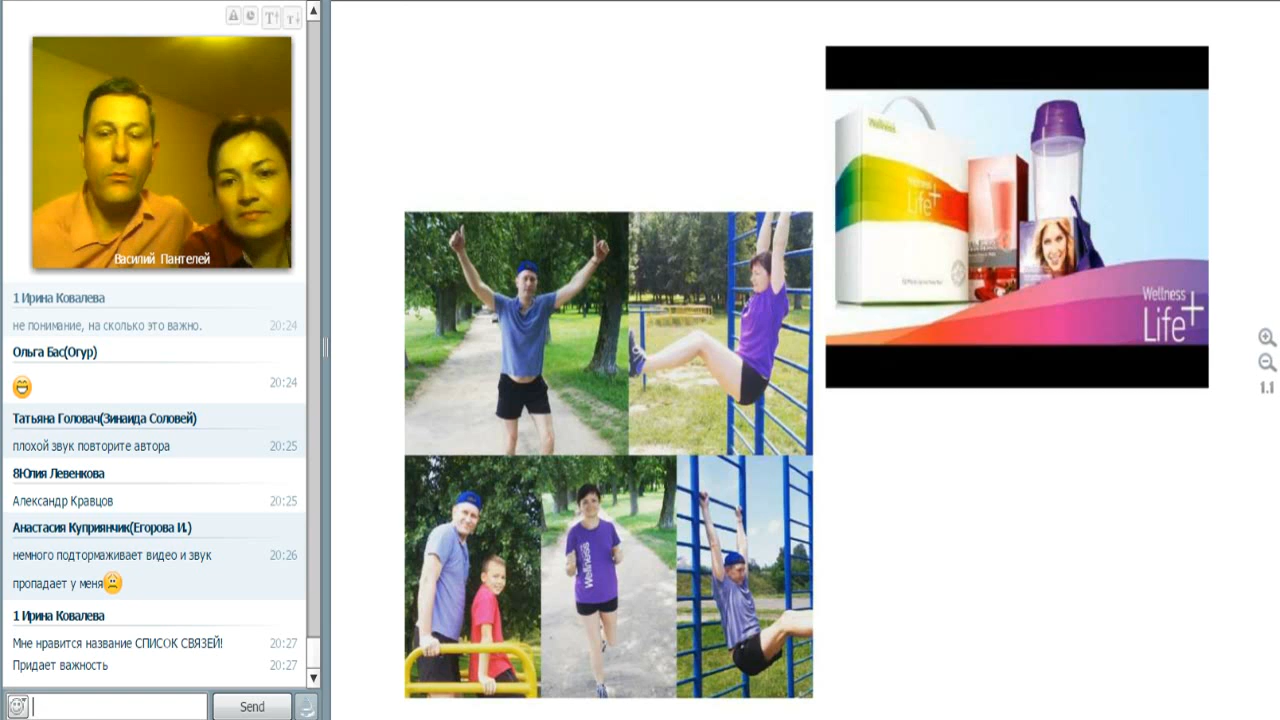 Василий Пантелей
1 Ирина Ковалева
не понимание, на сколько это важно. 20:24
Ольга Бас(Огур)
20:24
Татьяна Головач(Зинаида Соловей)
плохой звук повторите автора 20:25
8Юлия Левенкова
Александр Кравцов 20:25
Анастасия Куприянчик(Егорова И.)
немного подтормаживает видео и звук 20:26
пропадает у меня
1 Ирина Ковалева
Мне нравится название СПИСОК СВЯЗЕЙ! 20:27
Придает важность 20:27
Send
Wellness
Wellness
Life+
Wellness
Life+
Wellness
1.1